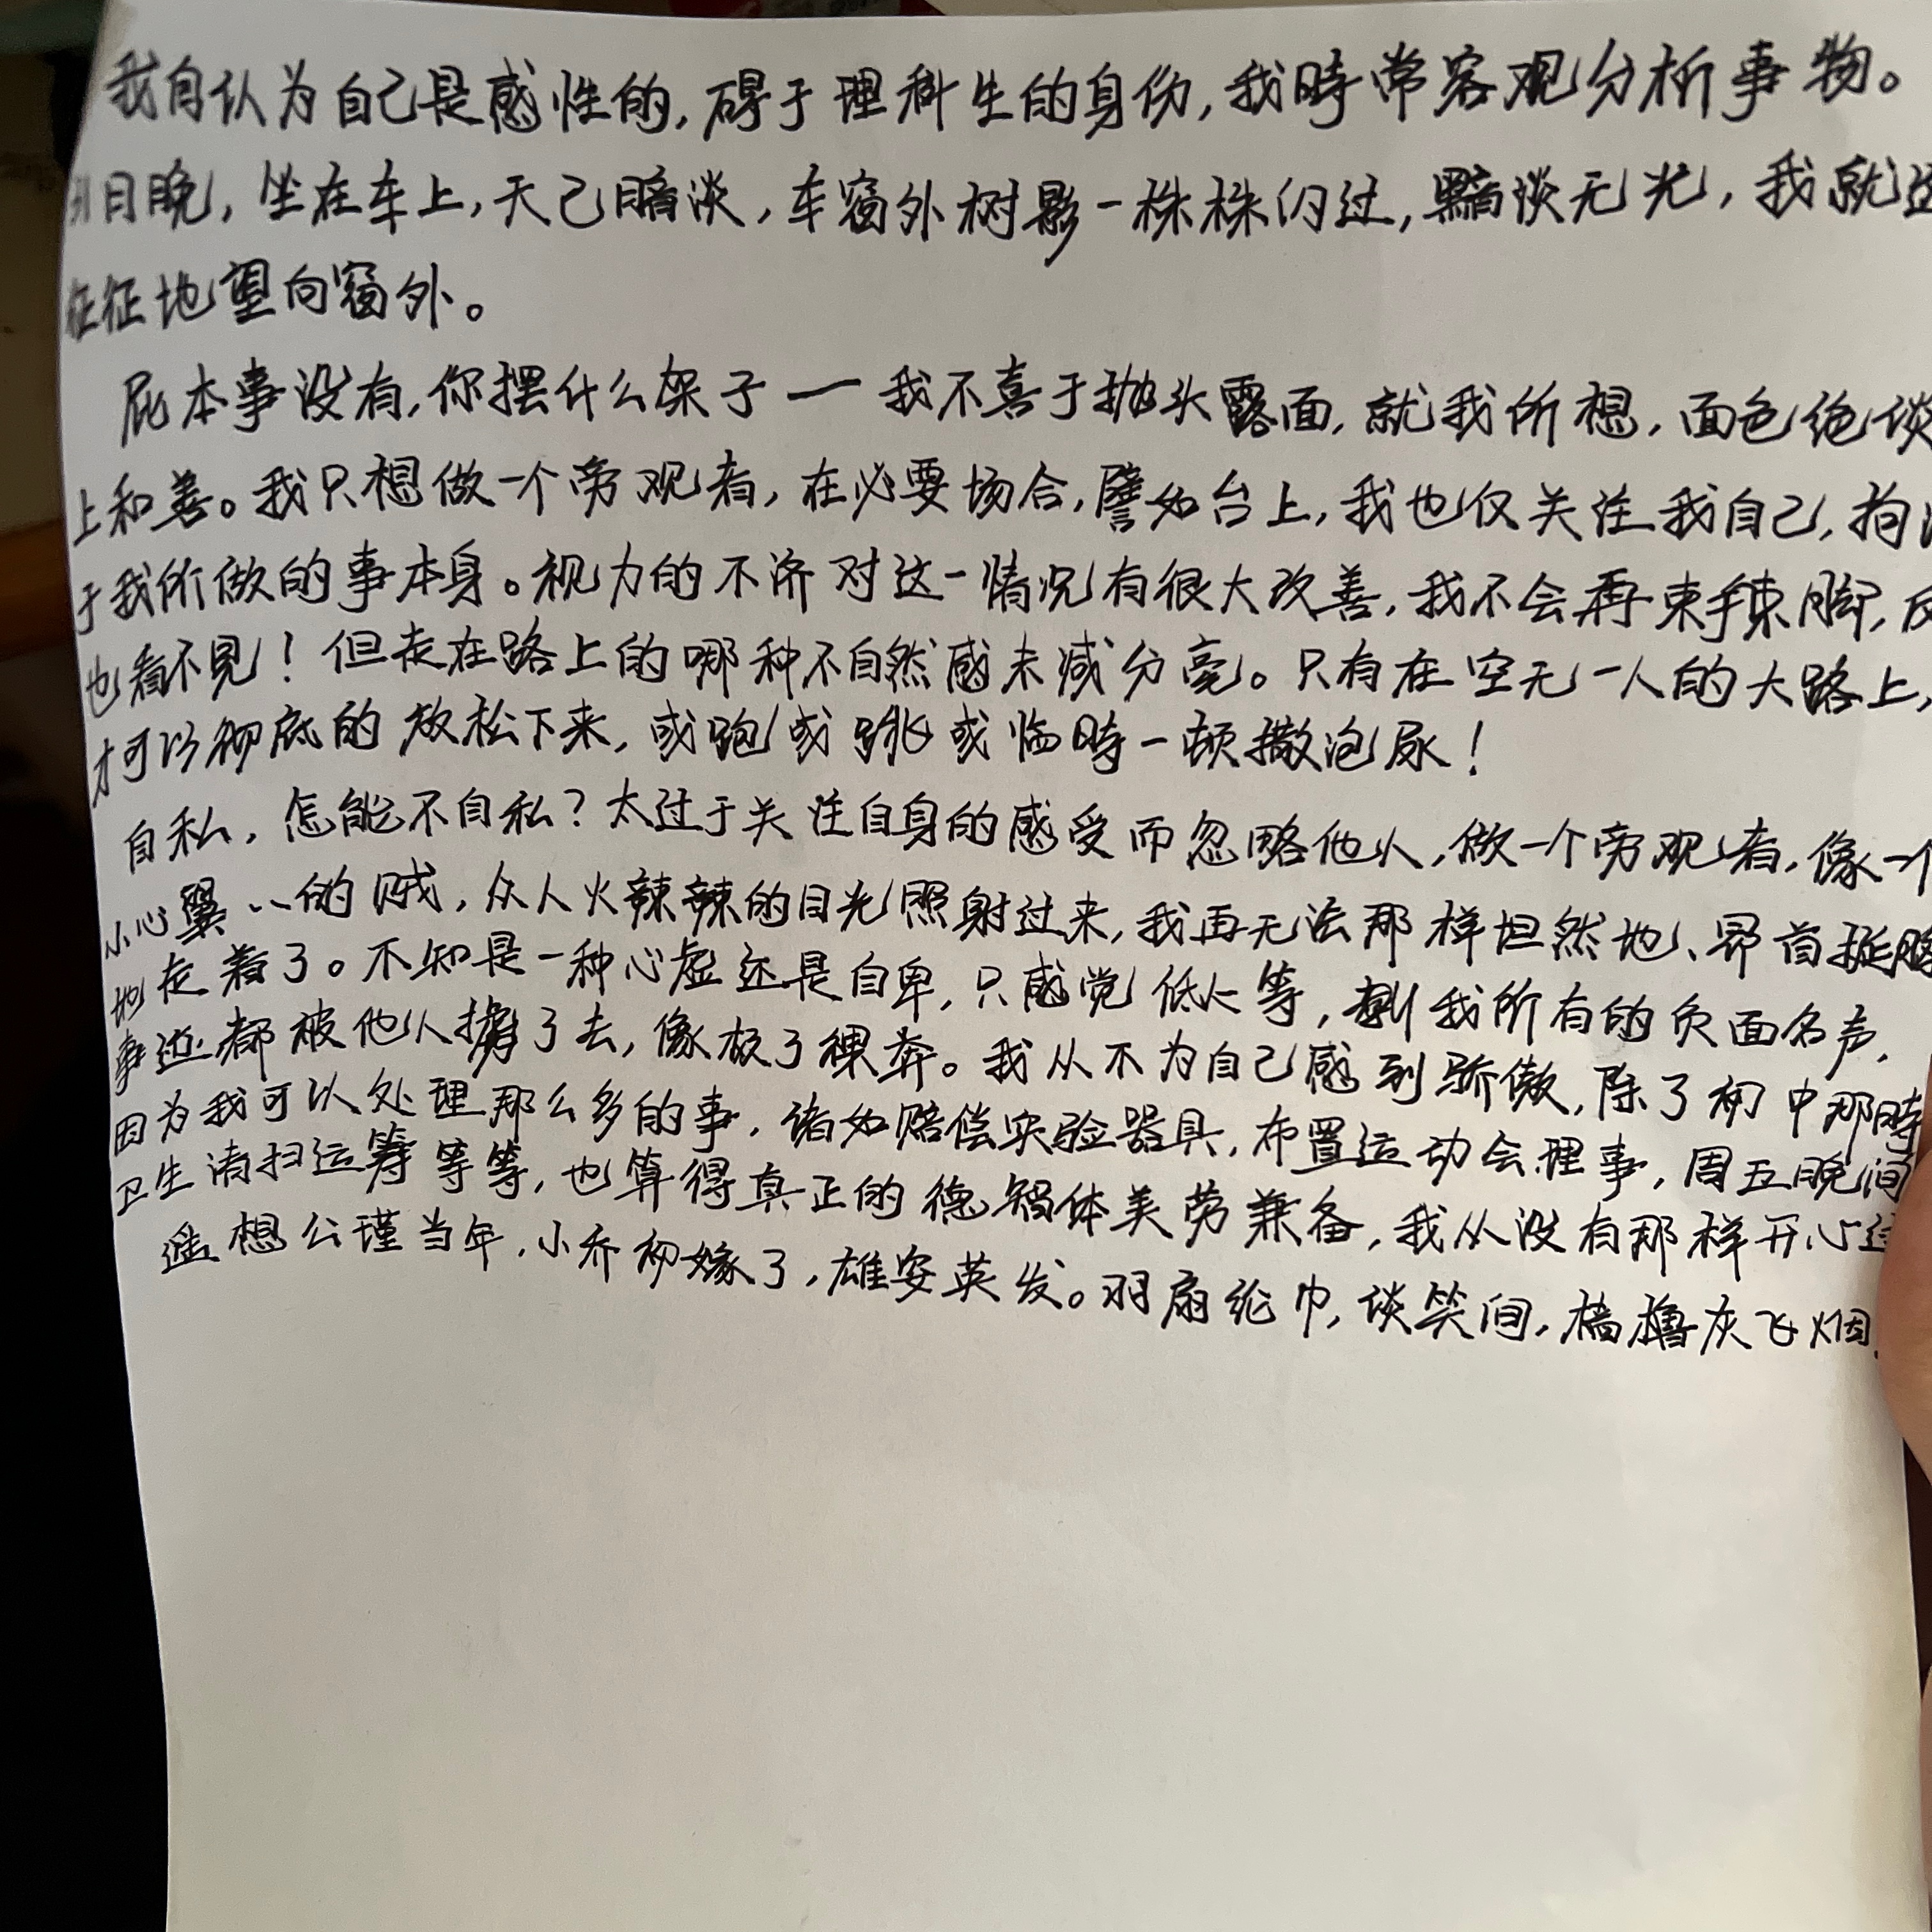 我自认为自己是感性的,碍于理科生的身份,我時常客观分析事物。
月晚,坐在车上,天己暗淡,车窗外树影一株株闪过,黯淡无光,我就这
征征地望向窗外。
屁本事没有,你摆什么架子一我不喜于抛头露面,就我所想,面色绝谈
上和善。我只想做一个旁观者,在必要场合,譬如台上,我也仅关注我自己,拘
于我所做的事本身。视力的不济对这一情况有很大改善,我不会再束手束脚,反
也看不見!但走在路上的哪种不自然感未减分毫。只有在空无一人的大路上,
才可以彻底的放松下来,或跑或跳或临時一顿撒泡尿!
自私,怎能不自私?太过于关注自身的感受而忽略他人,做一个旁观者,像一个
小心翼、、的贼,众人火辣辣的目光照射过来,我再无法那样坦然地、昂首挺胸
地走着了。不知是一种心虚还是自卑,只感觉低人等,我所有的负面名声,
事迹都被他人掳了去,像极了裸奔。我从不为自己感到骄傲,除了初中那時
因为我可以处理那么多的事,诸如赔偿实验器具,布置运动会理事,周五晚间
卫生清扫运筹等等,也算得真正的德智体美劳兼备,我从没有那样开心过
遥想公瑾当年,小乔初嫁了,雄姿英发。羽扇纶巾,谈笑间,樯橹灰飞烟